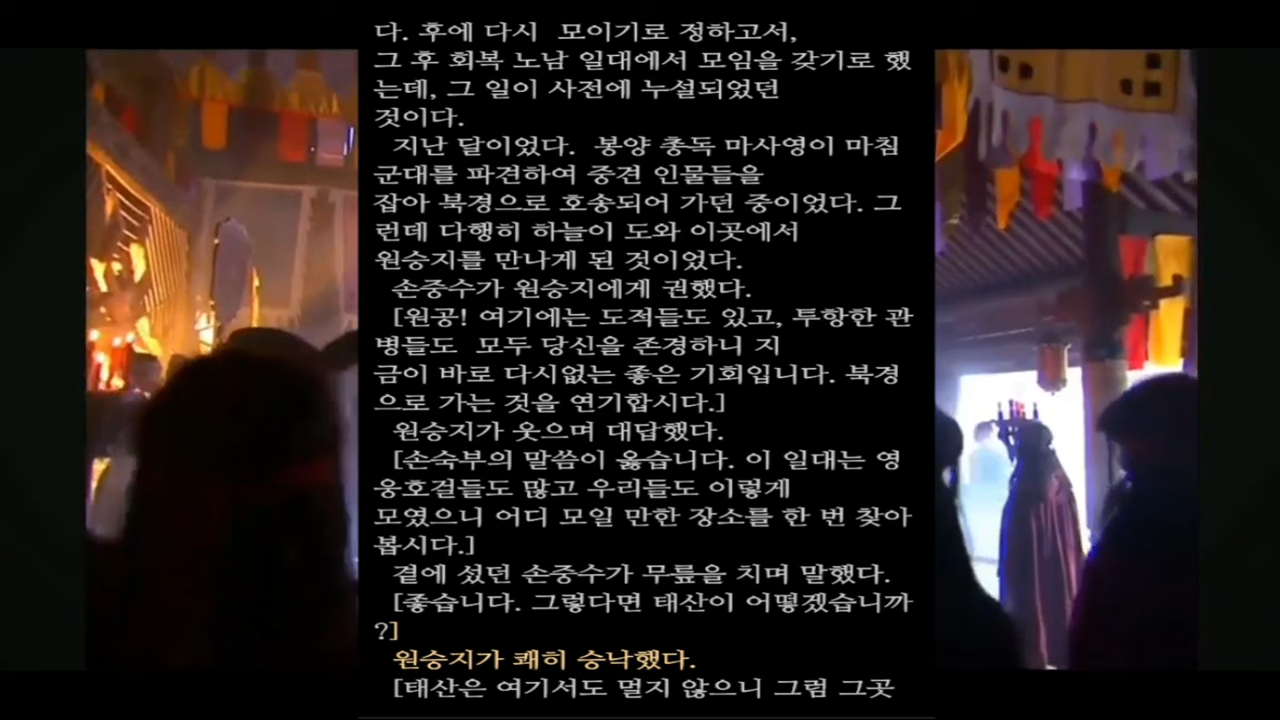 다. 후에 다시  모이기로 정하고서,
그 후 회복 노남 일대에서 모임을 갖기로 했
는데, 그 일이 사전에 누설되었던
것이다.
지난 달이었다.  봉양 총독 마사영이 마침
군대를 파견하여 중견 인물들을
잡아 북경으로 호송되어 가던 중이었다. 그
런데 다행히 하늘이 도와 이곳에서
원승지를 만나게 된 것이었다.
손중수가 원승지에게 권했다.
[원공! 여기에는 도적들도 있고, 투항한 관
병들도  모두 당신을 존경하니 지
금이 바로 다시없는 좋은 기회입니다. 북경
으로 가는 것을 연기합시다.]
원승지가 웃으며 대답했다.
[손숙부의 말씀이 옳습니다. 이 일대는 영
웅호걸들도 많고 우리들도 이렇게
모였으니 어디 모일 만한 장소를 한 번 찾아
봅시다.]
곁에 섰던 손중수가 무릎을 치며 말했다.
[좋습니다. 그렇다면 태산이 어떻겠습니까
?]
원승지가 쾌히 승낙했다.
[태산은 여기서도 멀지 않으니 그럼 그곳